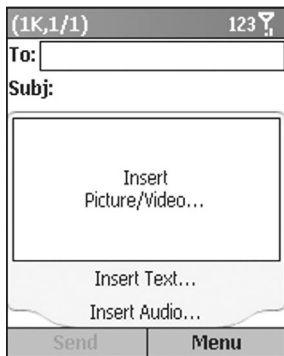 (1K,1/1) 123
To:
Subj:
Insert
Picture/Video...
Insert Text...
Insert Audio...
Send Menu